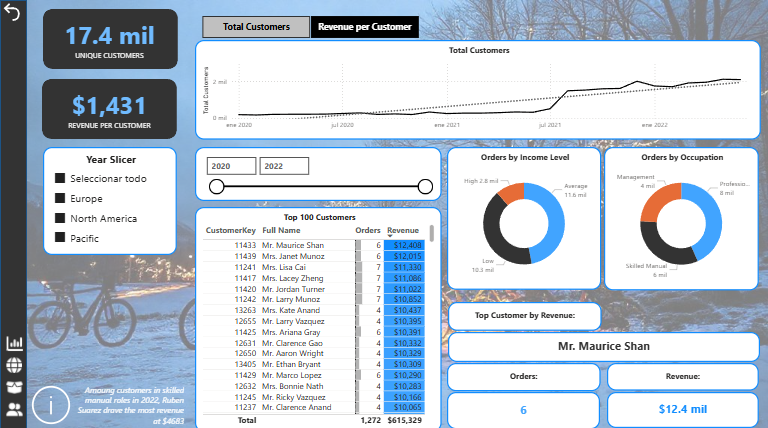 17.4 mil
UNIQUE CUSTOMERS
$1,431
REVENUE PER CUSTOMER
Year Slicer
Seleccionar todo
Europe
North America
Pacific
Total Customers
Revenue per Customer
Total Customers
Total Customers
2 mil
0 mil
ene 2020
jul 2020
ene 2021
jul 2021
ene 2022
2020
2022
Top 100 Customers
CustomerKey Full Name Orders Revenue
11433 Mr. Maurice Shan 6 $12,408
11439 Mrs. Janet Munoz 6 $12,015
11241 Mrs. Lisa Cai 7 $11,330
11417 Mrs. Lacey Zheng 7 $11,086
11420 Mr. Jordan Turner 7 $11,022
11242 Mr. Larry Munoz 7 $10,852
13263 Mrs. Kate Anand 4 $10,437
12655 Mr. Larry Vazquez 4 $10,395
11425 Mrs. Ariana Gray 6 $10,391
12631 Mr. Clarence Gao 4 $10,332
12650 Mr. Aaron Wright 4 $10,329
13405 Mr. Ethan Bryant 4 $10,309
11429 Mr. Marco Lopez 6 $10,290
12632 Mrs. Bonnie Nath 4 $10,283
11245 Mr. Ricky Vazquez 4 $10,166
11237 Mr. Clarence Anand 4 $10,065
Total 1,272 $615,329
Orders by Income Level
High 2.8 mil
Average
11.6 mil
Low
10.3 mil
Orders by Occupation
Management
4 mil
Professio...
8 mil
Skilled Manual
6 mil
Top Customer by Revenue:
Mr. Maurice Shan
Orders:
6
Revenue:
$12.4 mil
Amoung customers in skilled
manual roles in 2022, Ruben
Suarez drove the most revenue
at $4683